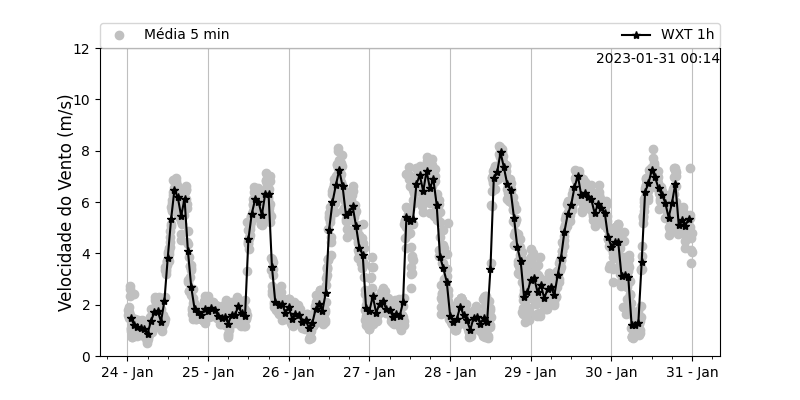 Média 5 min
WXT 1h
2023-01-31 00:14
Velocidade do Vento (m/s)
12
10
8
6
4
2
0
24 - Jan 25 - Jan 26 - Jan 27 - Jan 28 - Jan 29 - Jan 30 - Jan 31 - Jan